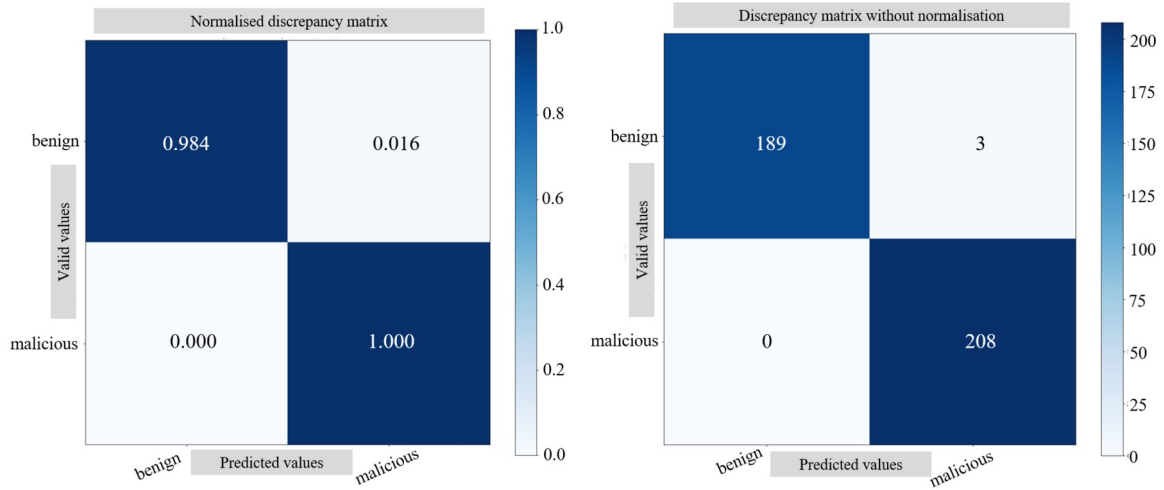 Normalised discrepancy matrix
1.0
0.8
0.6
0.4
0.2
0.0
benign
malicious
Valid values
0.984
0.016
0.000
1.000
benign
malicious
Predicted values
Discrepancy matrix without normalisation
200
175
150
125
100
75
50
25
0
benign
malicious
Valid values
189
3
0
208
benign
malicious
Predicted values